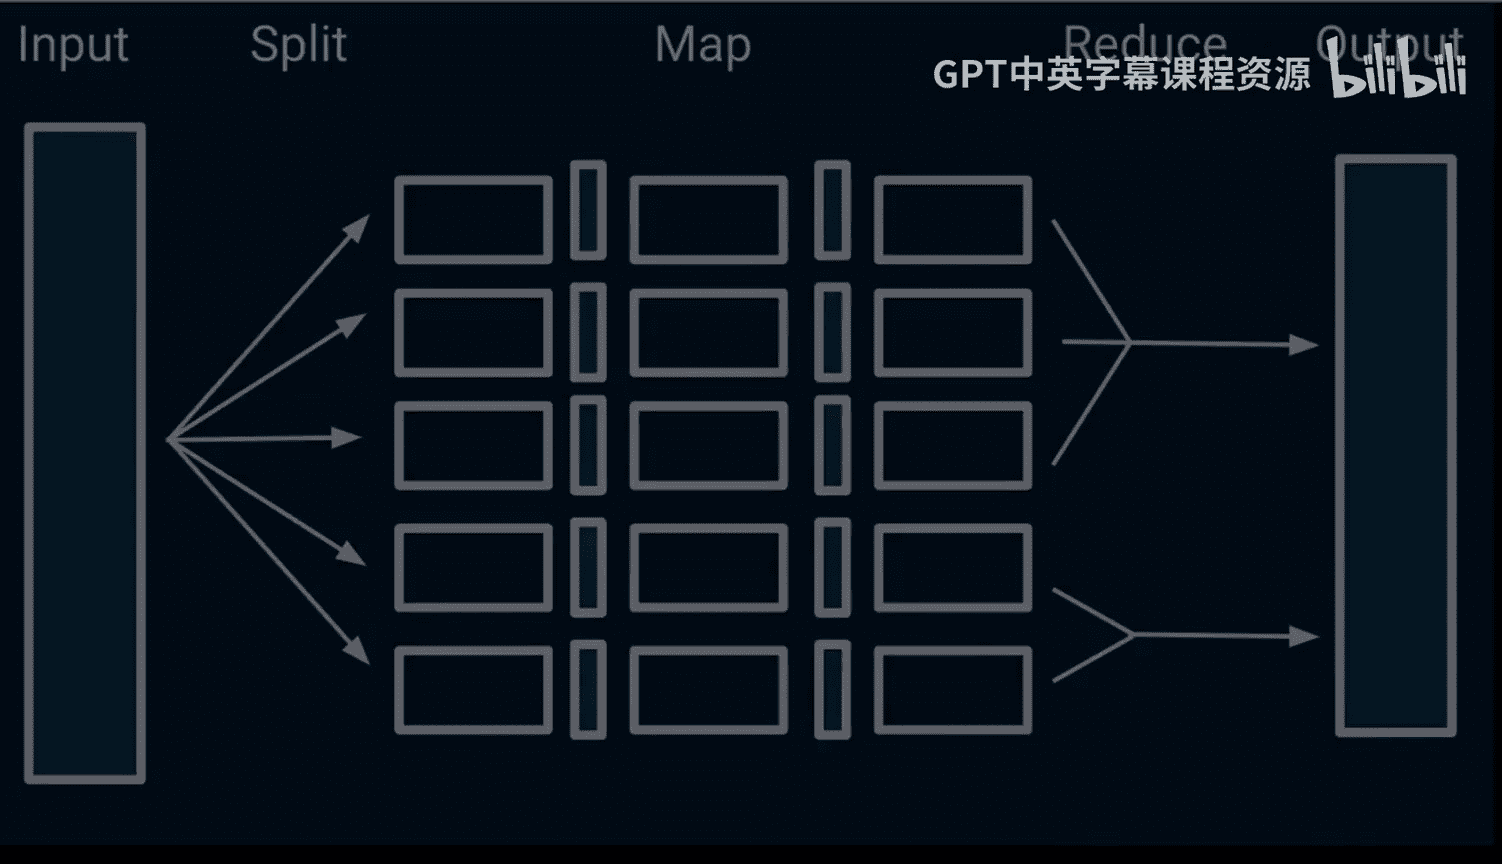 Input Split Map Reduce Output
GPT中英字幕课程资源 bilibili